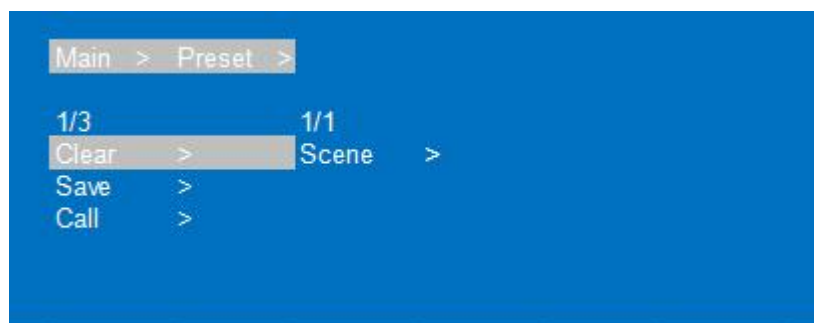 Main > Preset >
1/3 1/1
Clear > Scene >
Save >
Call >